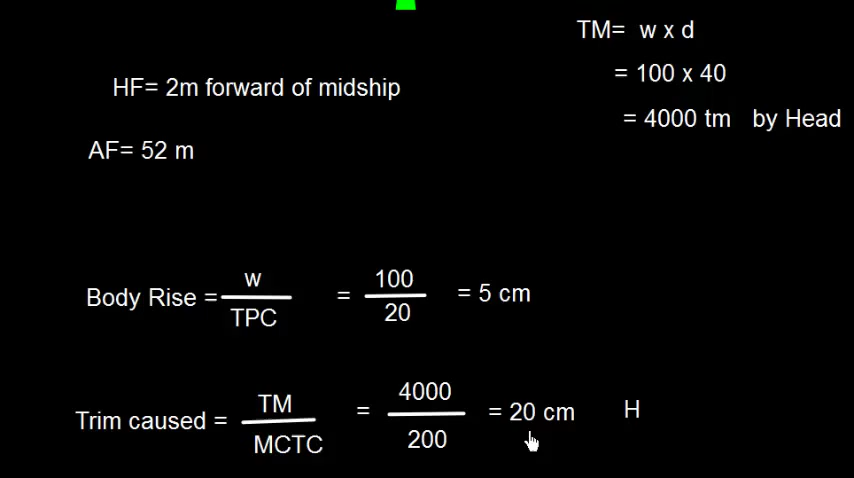 TM= w x d
= 100 x 40
= 4000 tm by Head
HF= 2m forward of midship
AF= 52 m
Body Rise = w / TPC = 100 / 20 = 5 cm
Trim caused = TM / MCTC = 4000 / 200 = 20 cm H